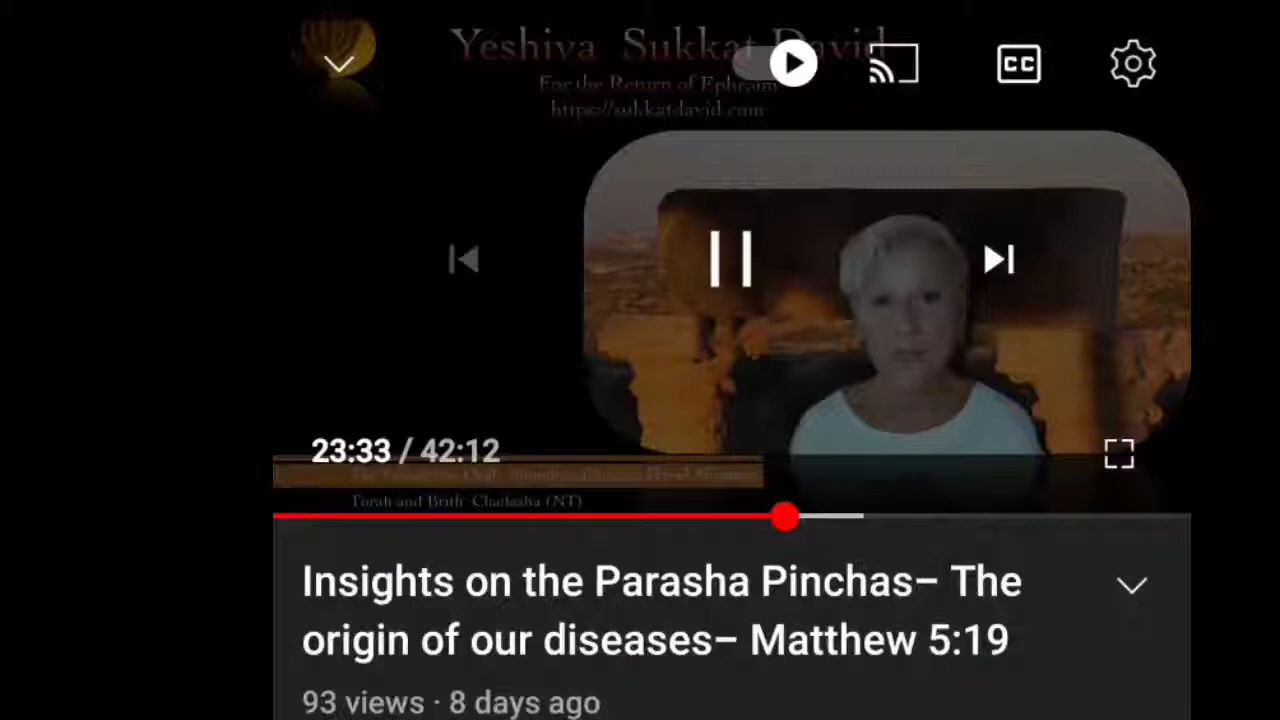 Yeshiva Sukkat David
For the Return of Ephraim
https://sukkatdavid.com
CC
23:33 / 42:12
Torah and Brith Chadasha (NT)
Insights on the Parasha Pinchas– The
origin of our diseases– Matthew 5:19
93 views · 8 days ago